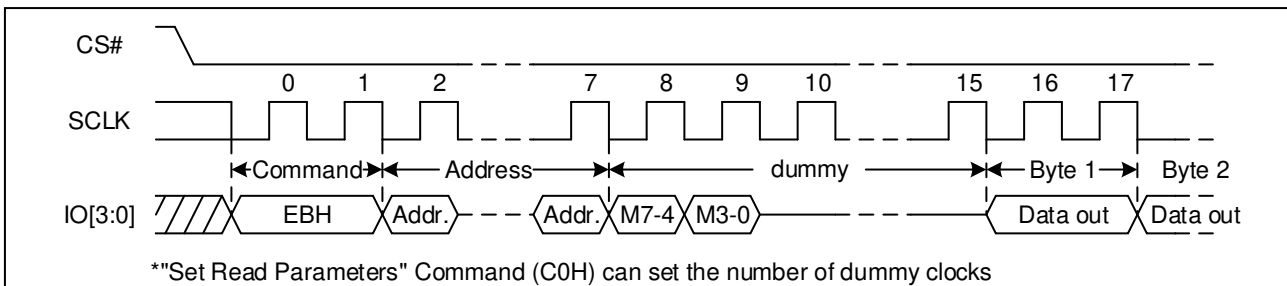 CS#
0 1 2 7 8 9 10 15 16 17
SCLK
Command Address dummy Byte 1 Byte 2
IO[3:0] EBH Addr. Addr. M7-4 M3-0 Data out Data out
*"Set Read Parameters" Command (C0H) can set the number of dummy clocks